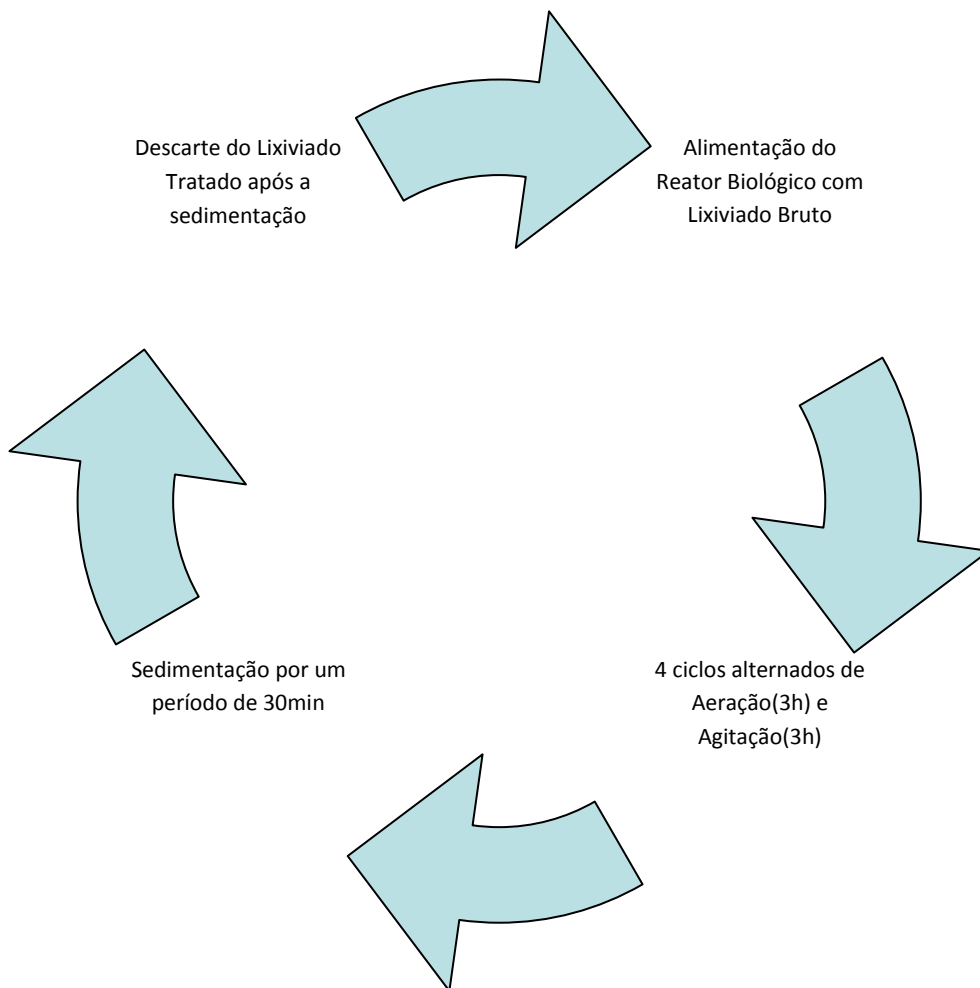 Descarte do Lixiviado
Tratado após a
sedimentação
Alimentação do
Reator Biológico com
Lixiviado Bruto
4 ciclos alternados de
Aeração(3h) e
Agitação(3h)
Sedimentação por um
período de 30min